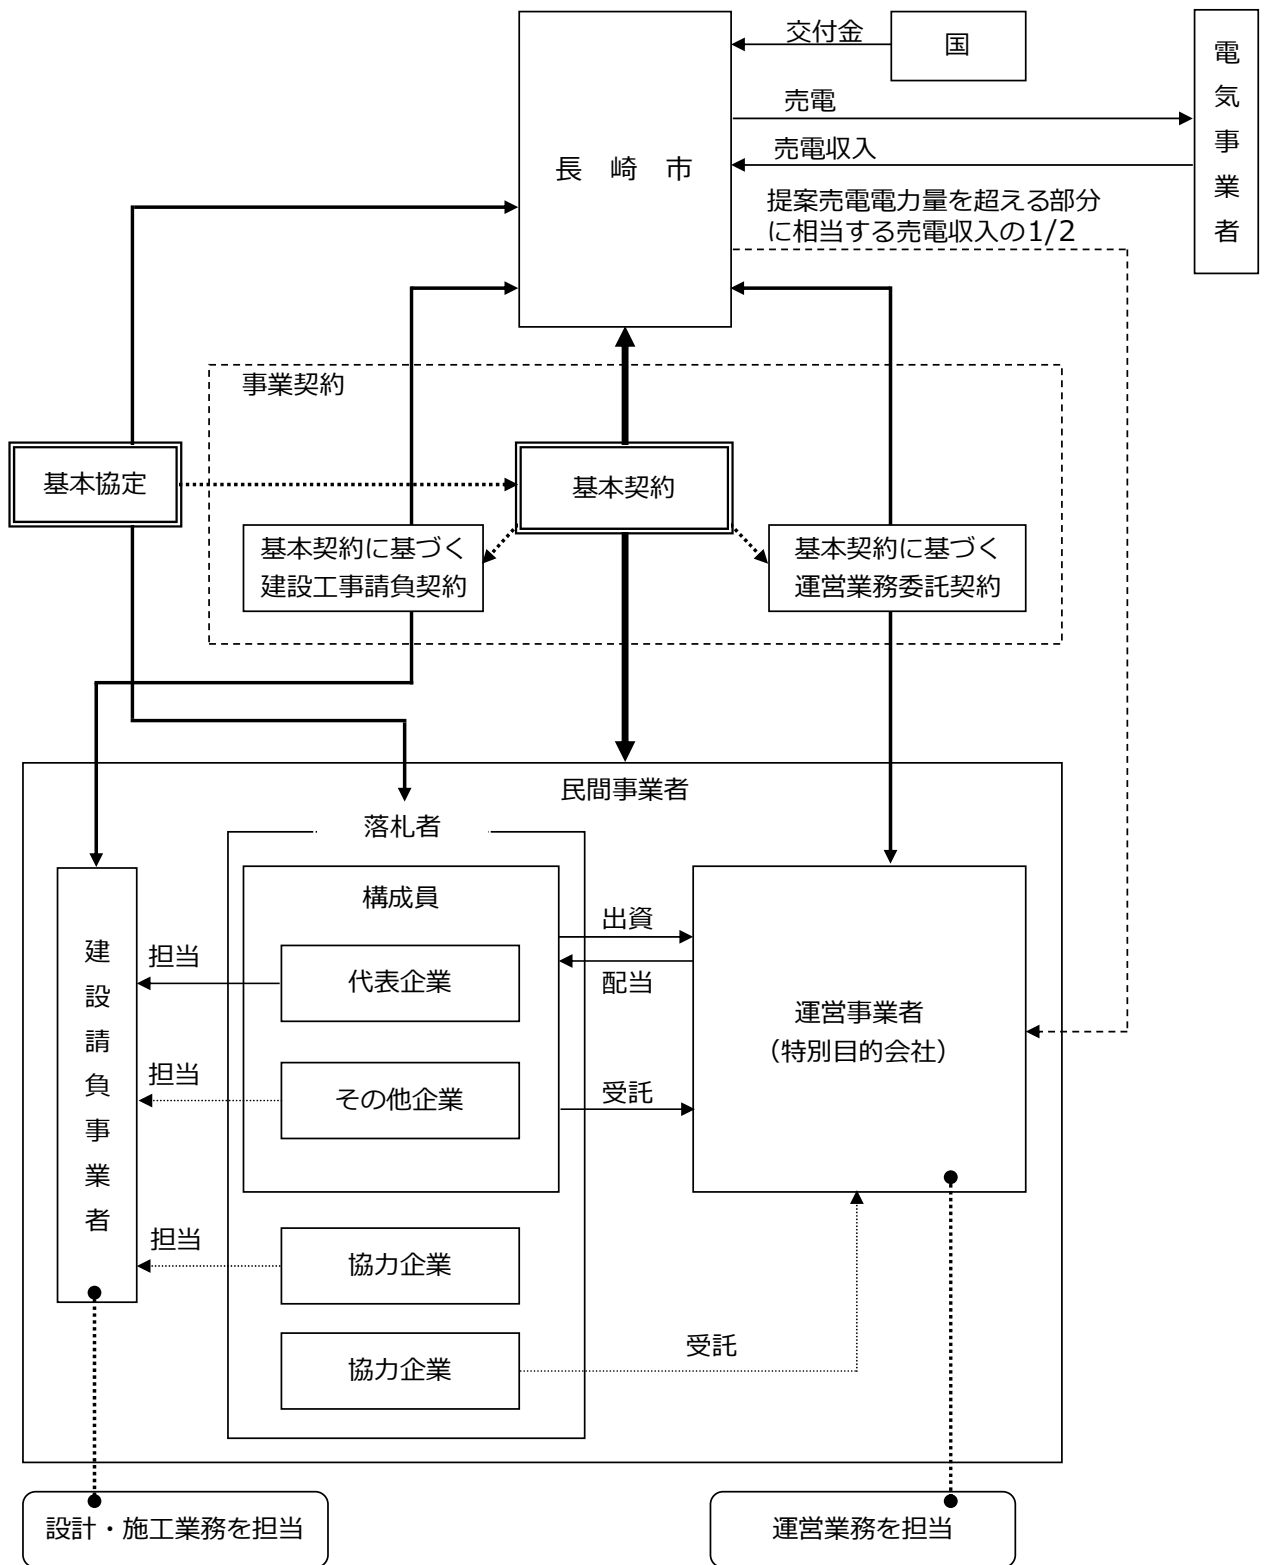 交付金
国
電気事業者
売電
売電収入
長 崎 市
提案売電電力量を超える部分
に相当する売電収入の1/2
事業契約
基本協定
基本契約
基本契約に基づく
建設工事請負契約
基本契約に基づく
運営業務委託契約
民間事業者
落札者
構成員
出資
建設請負事業者
担当
代表企業
配当
運営事業者
（特別目的会社）
担当
その他企業
受託
担当
協力企業
受託
協力企業
設計・施工業務を担当
運営業務を担当